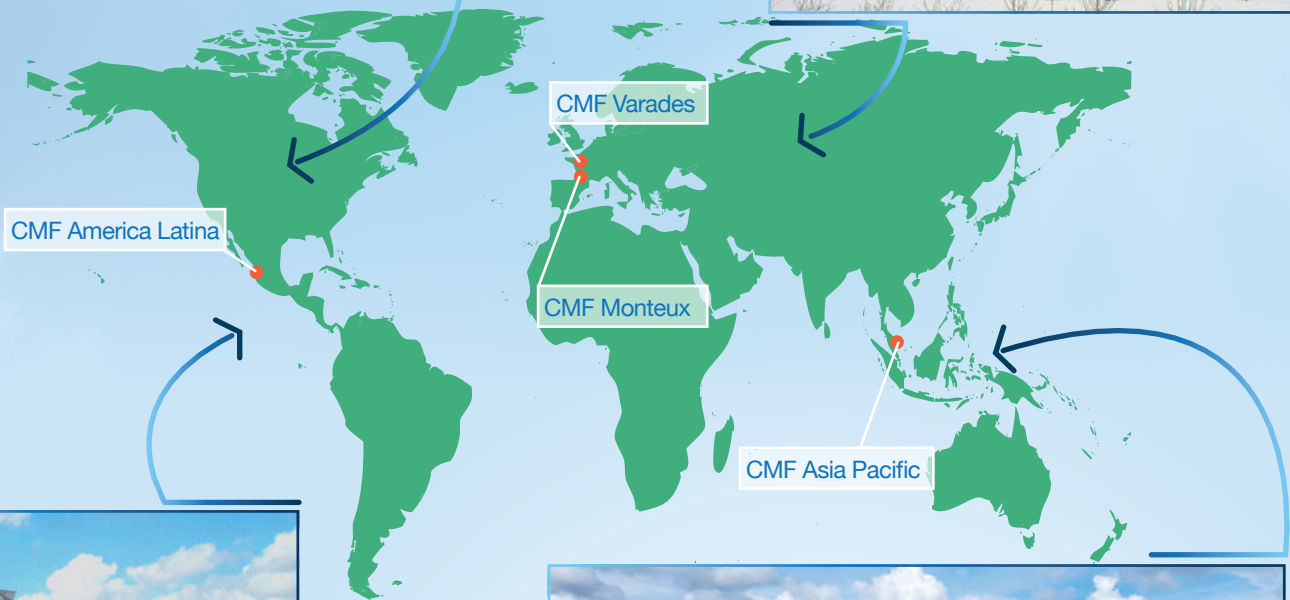 CMF Varades
CMF America Latina
CMF Monteux
CMF Asia Pacific